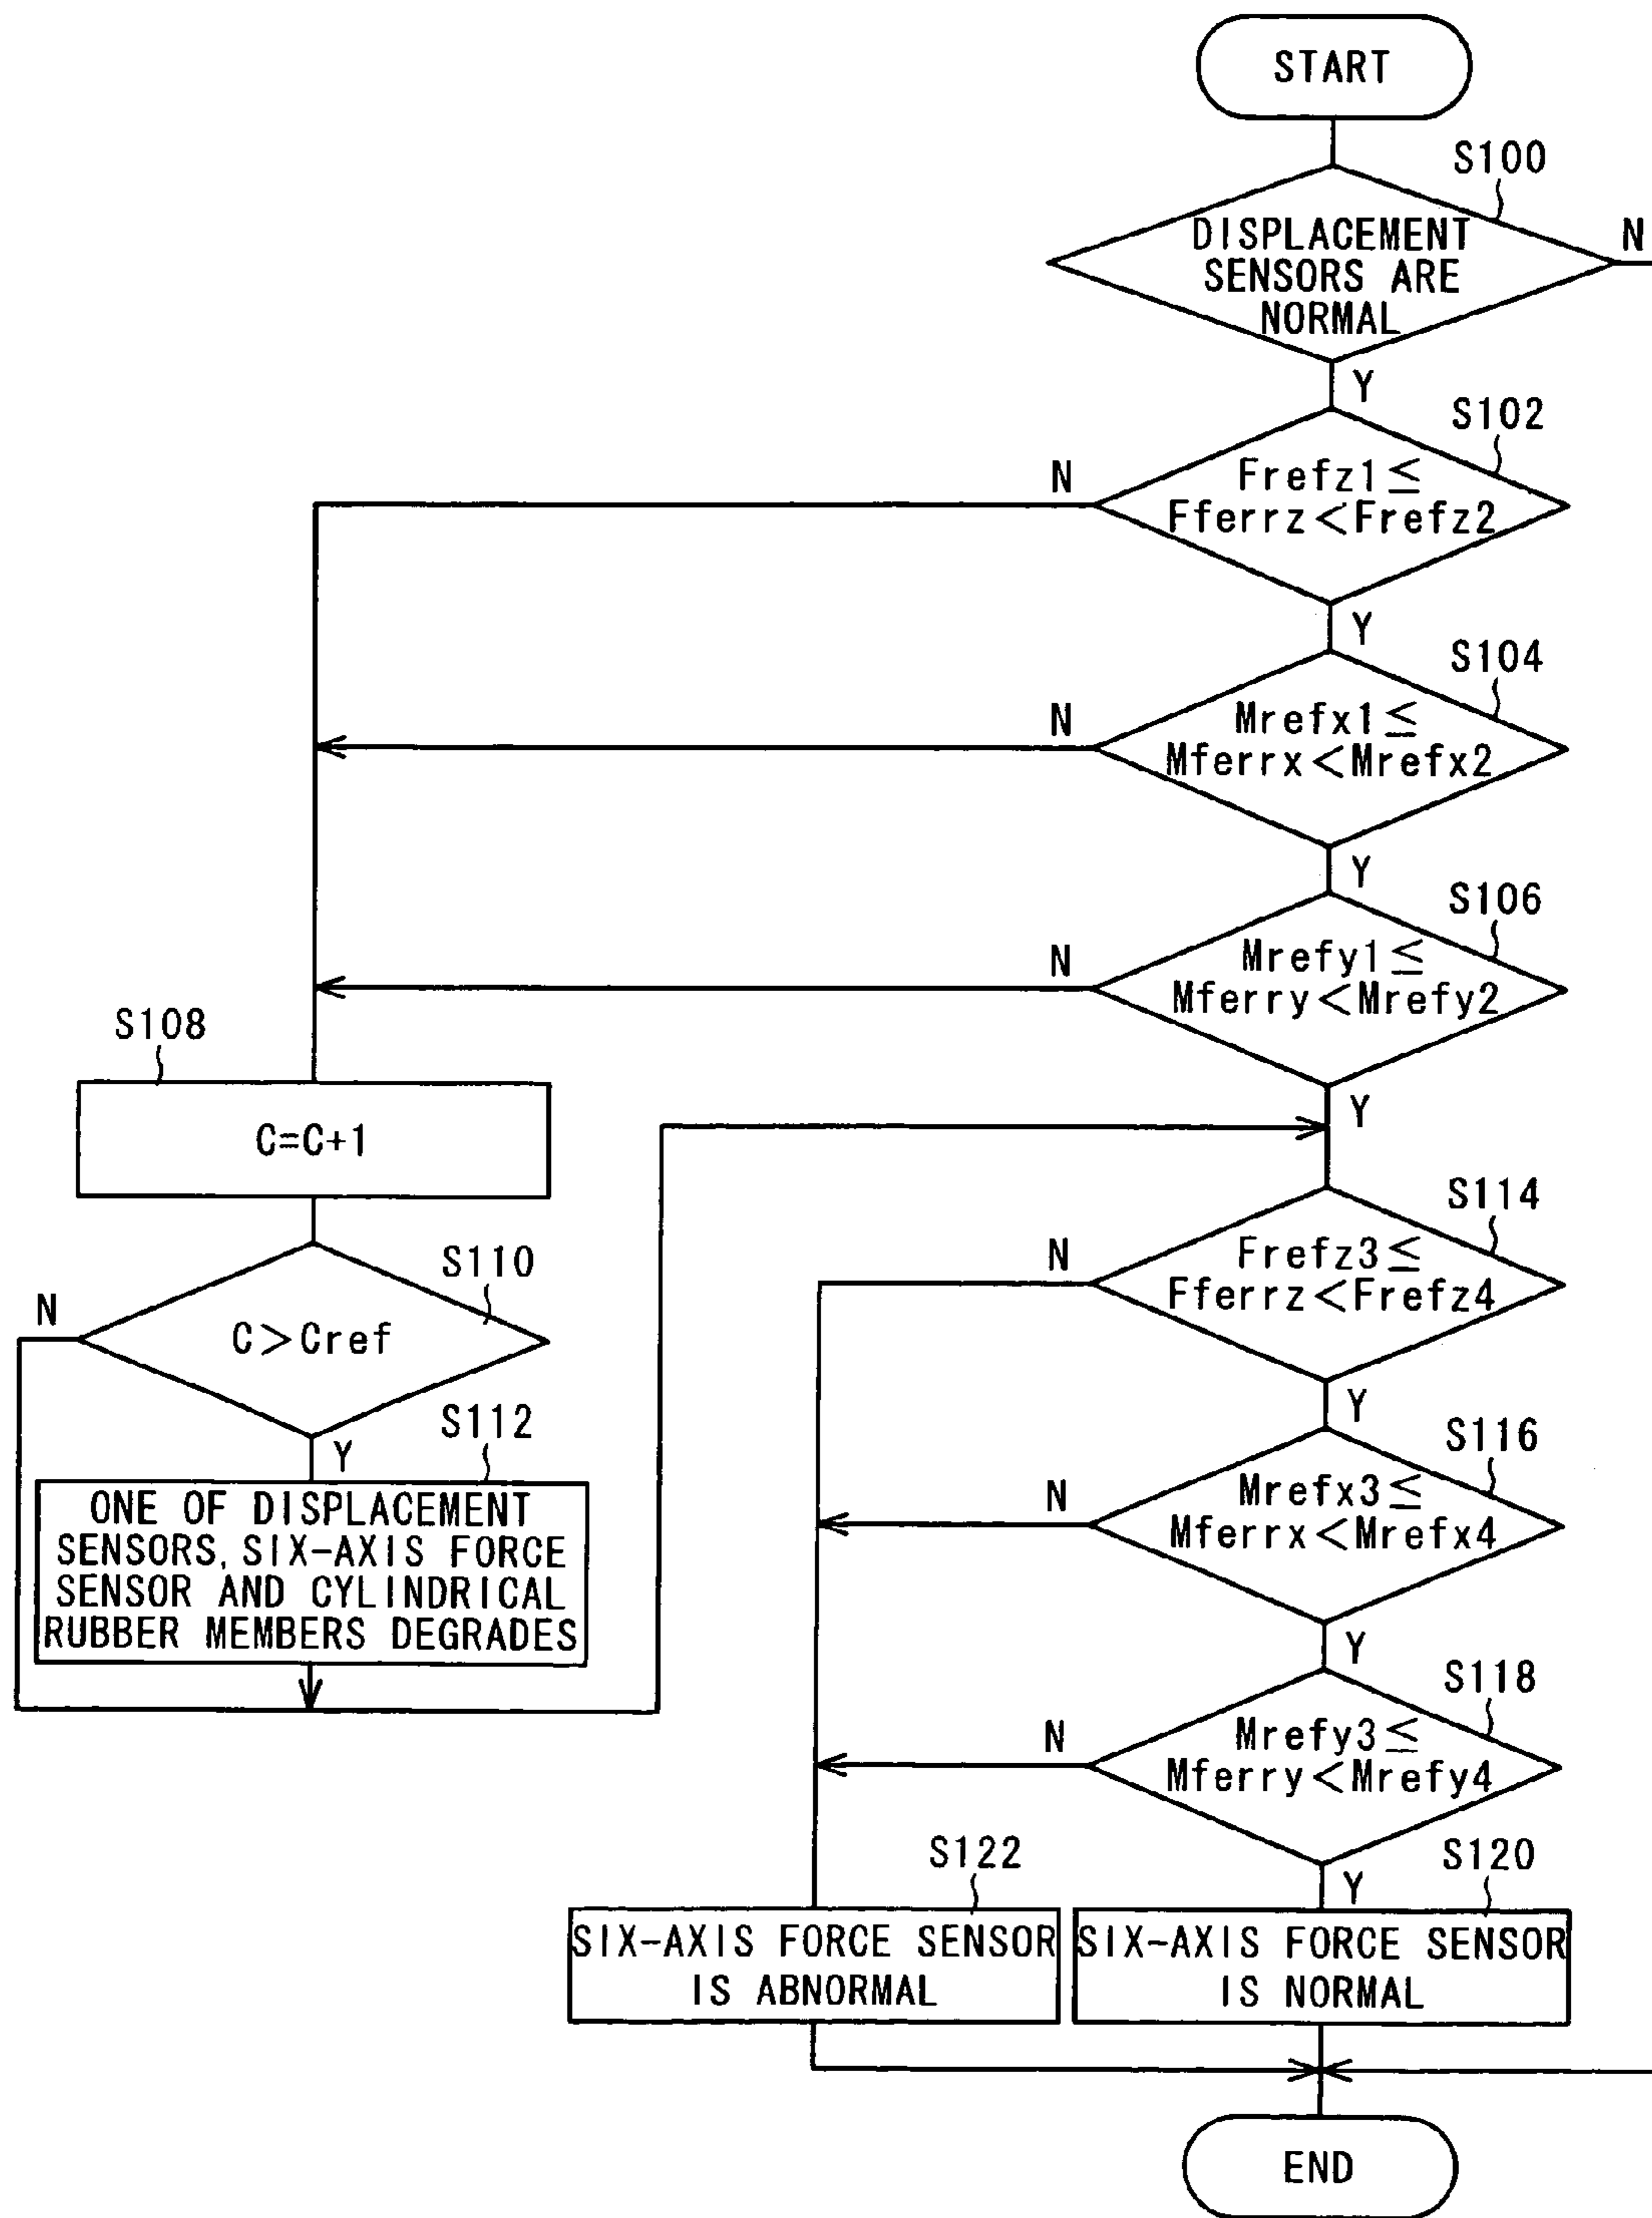 START
S100
DISPLACEMENT
SENSORS ARE
NORMAL
N
Y
S102
Frefz1≦
Fferrz<Frefz2
N
Y
S104
Mrefx1≦
Mferrx<Mrefx2
N
Y
S106
Mrefy1≦
Mferry<Mrefy2
N
Y
S108
C=C+1
S110
C>Cref
N
Y
S112
ONE OF DISPLACEMENT
SENSORS, SIX-AXIS FORCE
SENSOR AND CYLINDRICAL
RUBBER MEMBERS DEGRADES
S114
Frefz3≦
Fferrz<Frefz4
N
Y
S116
Mrefx3≦
Mferrx<Mrefx4
N
Y
S118
Mrefy3≦
Mferry<Mrefy4
N
Y
S122
SIX-AXIS FORCE SENSOR
IS ABNORMAL
S120
SIX-AXIS FORCE SENSOR
IS NORMAL
END